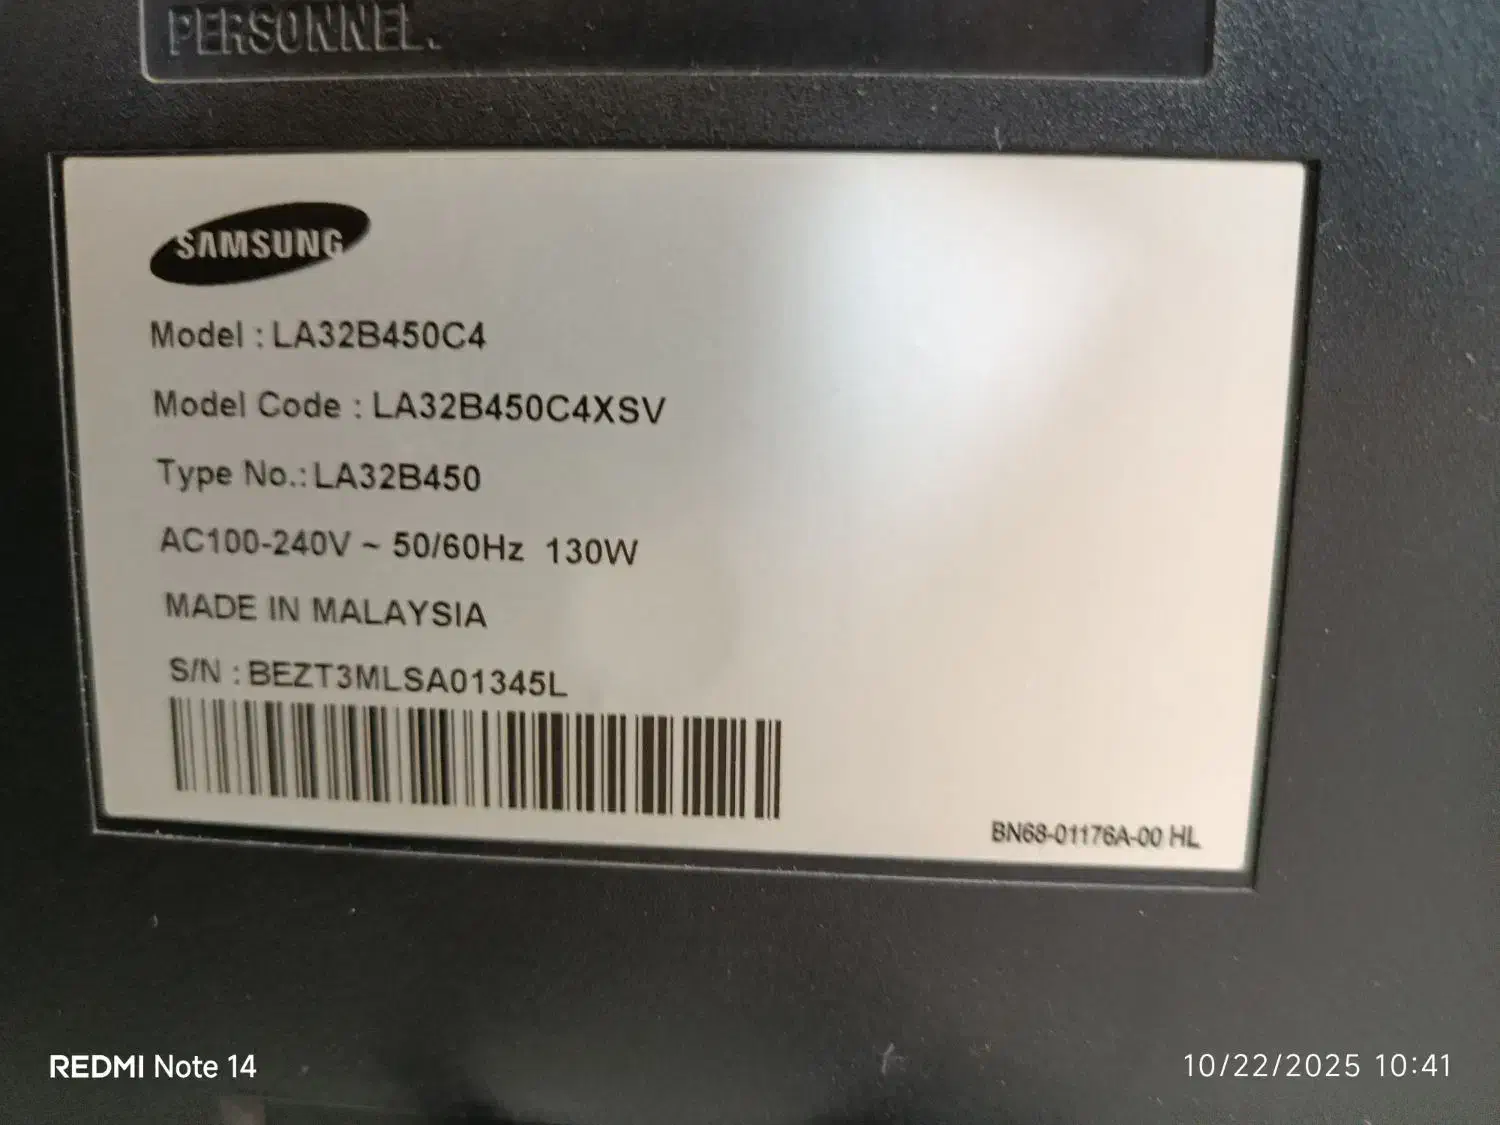 PERSONNEL.
SAMSUNG
Model : LA32B450C4
Model Code : LA32B450C4XSV
Type No.: LA32B450
AC100-240V ~ 50/60Hz 130W
MADE IN MALAYSIA
S/N : BEZT3MLSA01345L
BN68-01176A-00 HL
REDMI Note 14
10/22/2025 10:41